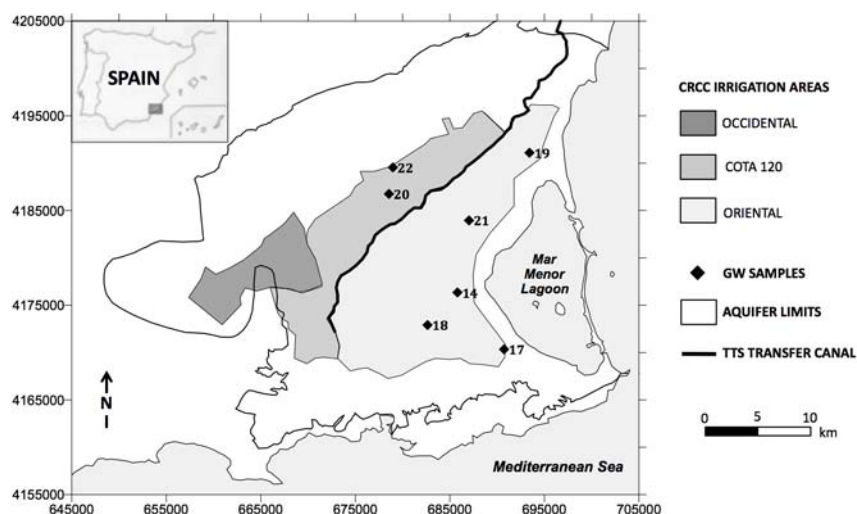 4205000
4195000
4185000
4175000
4165000
4155000
645000 655000 665000 675000 685000 695000 705000
SPAIN
22
20
19
21
14
18
17
Mar
Menor
Lagoon
Mediterranean Sea
N
CRCC IRRIGATION AREAS
OCCIDENTAL
COTA 120
ORIENTAL
GW SAMPLES
AQUIFER LIMITS
TTS TRANSFER CANAL
0 5 10
km